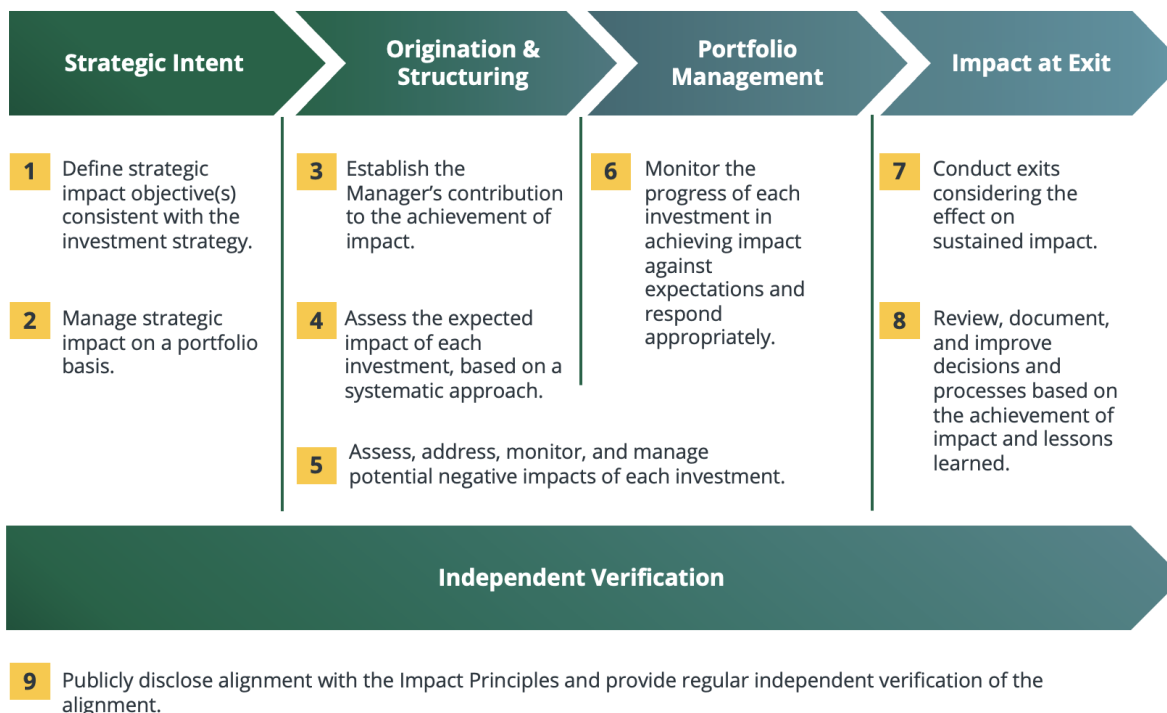 Strategic Intent
Origination &
Structuring
Portfolio
Management
Impact at Exit
1
Define strategic
impact objective(s)
consistent with the
investment strategy.
2
Manage strategic
impact on a portfolio
basis.
3
Establish the
Manager’s contribution
to the achievement of
impact.
4
Assess the expected
impact of each
investment, based on a
systematic approach.
5
Assess, address, monitor, and manage
potential negative impacts of each investment.
6
Monitor the
progress of each
investment in
achieving impact
against
expectations and
respond
appropriately.
7
Conduct exits
considering the
effect on
sustained impact.
8
Review, document,
and improve
decisions and
processes based on
the achievement of
impact and lessons
learned.
Independent Verification
9
Publicly disclose alignment with the Impact Principles and provide regular independent verification of the
alignment.